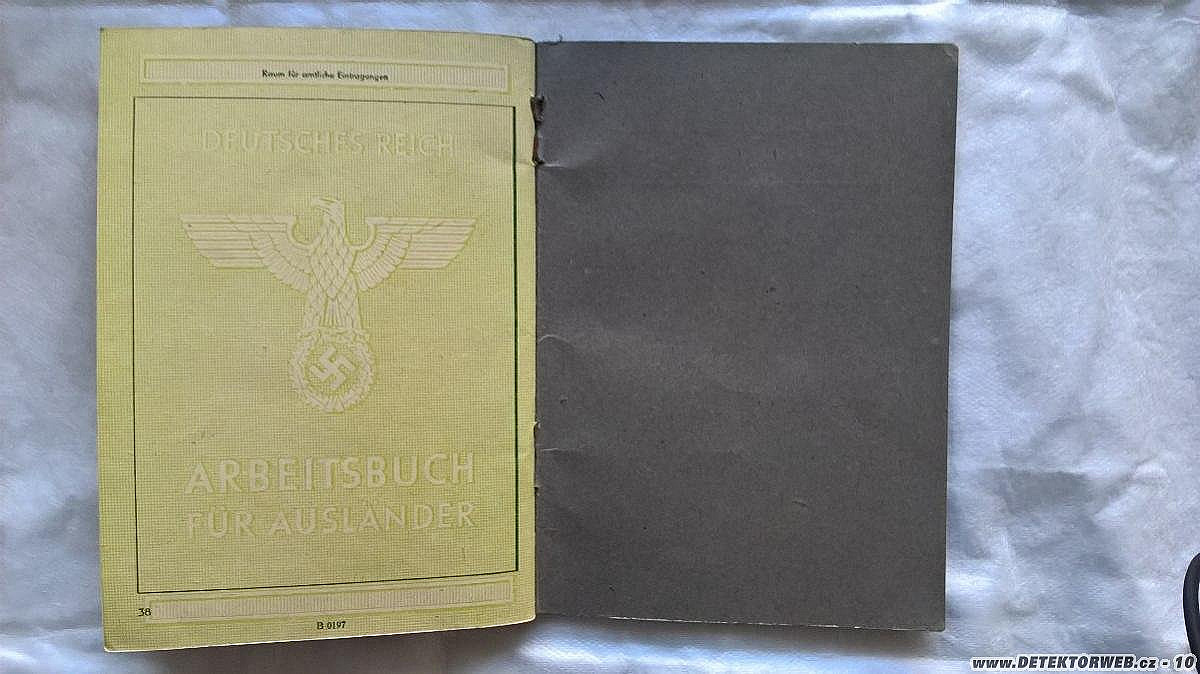 Raum für amtliche Eintragungen
DEUTSCHES REICH
ARBEITSBUCH
FÜR AUSLÄNDER
38
B 0197
www.DETEKTORWEB.cz - 10